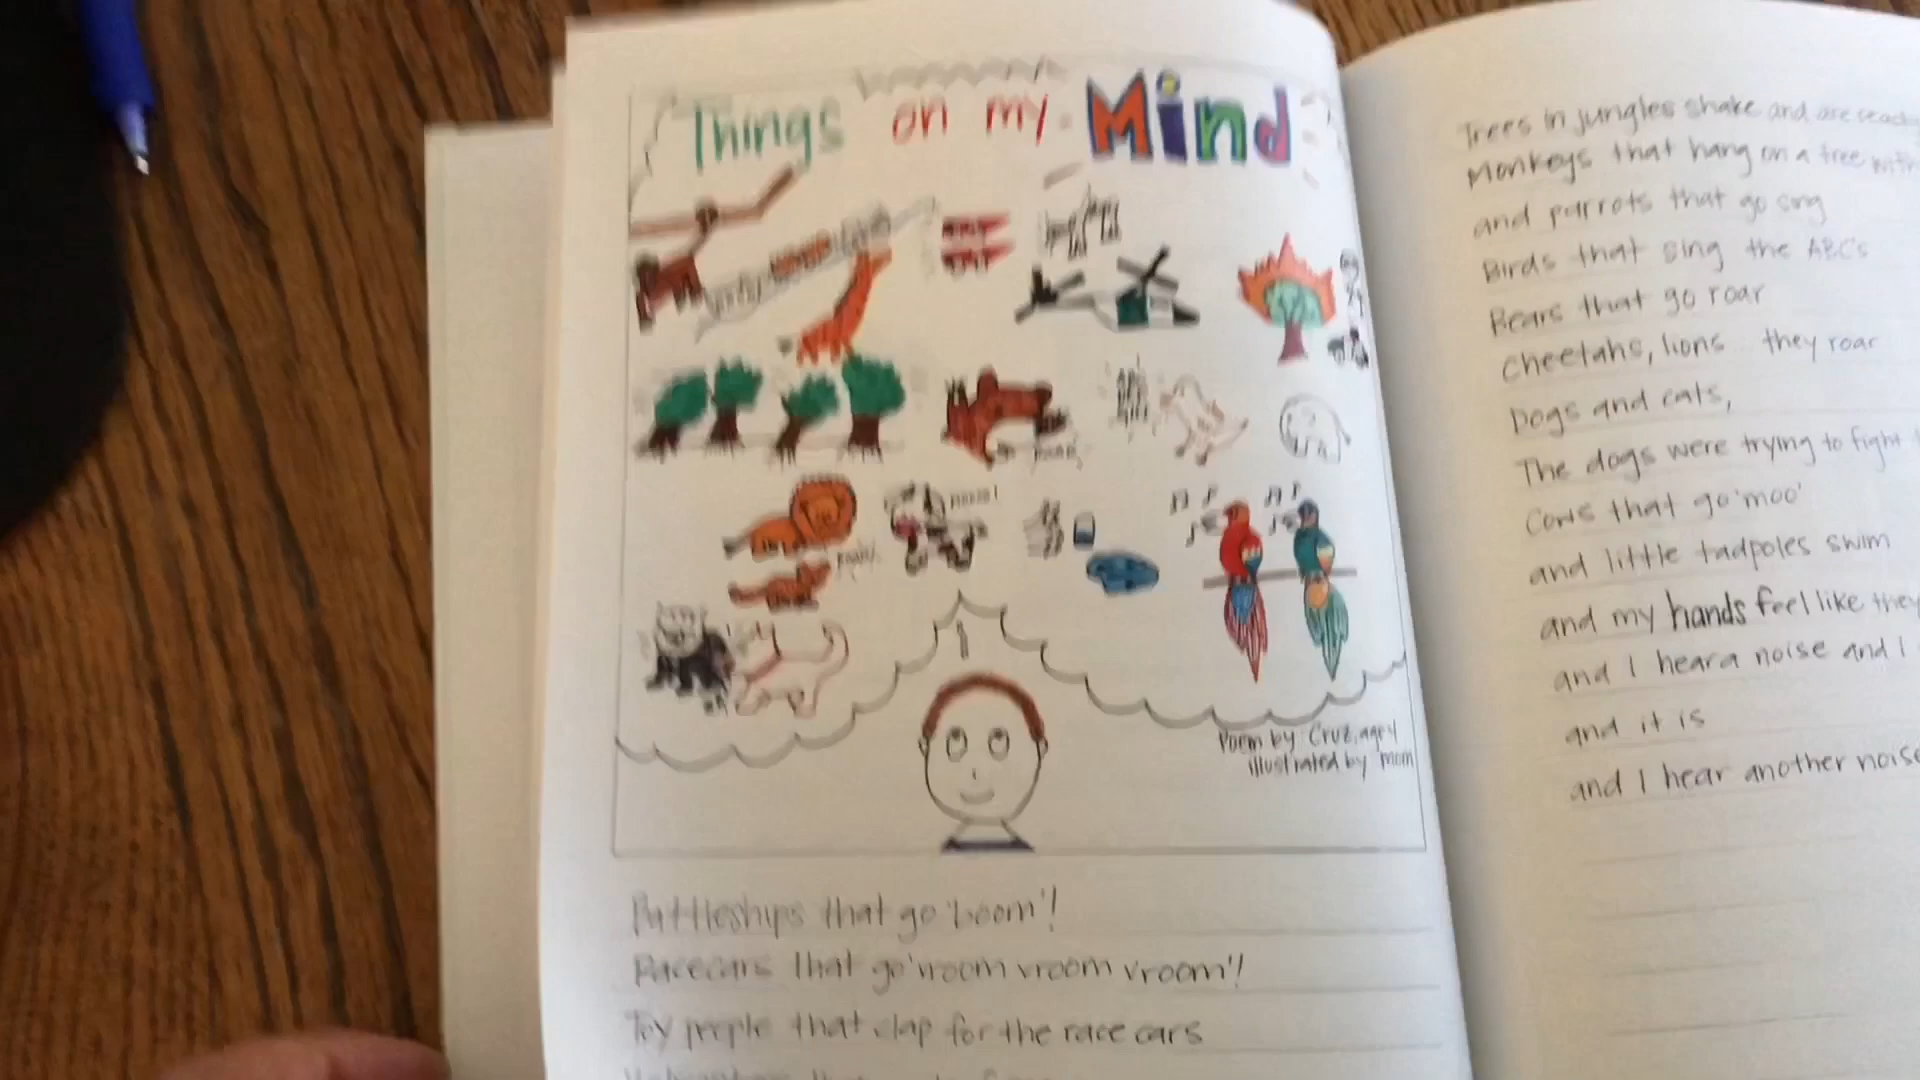 Things on my Mind
ROAR!
moo!
Poem by Cruz, age 4
illustrated by mom
Battleships that go 'boom'!
Racecars that go 'vroom vroom vroom'!
Toy people that clap for the race cars
Trees in jungles shake and are
Monkeys that hang on a tree with
and parrots that go sing
Birds that sing the ABC's
Bears that go roar
cheetahs, lions they roar
Dogs and cats,
The dogs were trying to fight
Cows that go 'moo'
and little tadpoles swim
and my hands feel like they
and I hear a noise and I
and it is
and I hear another noise